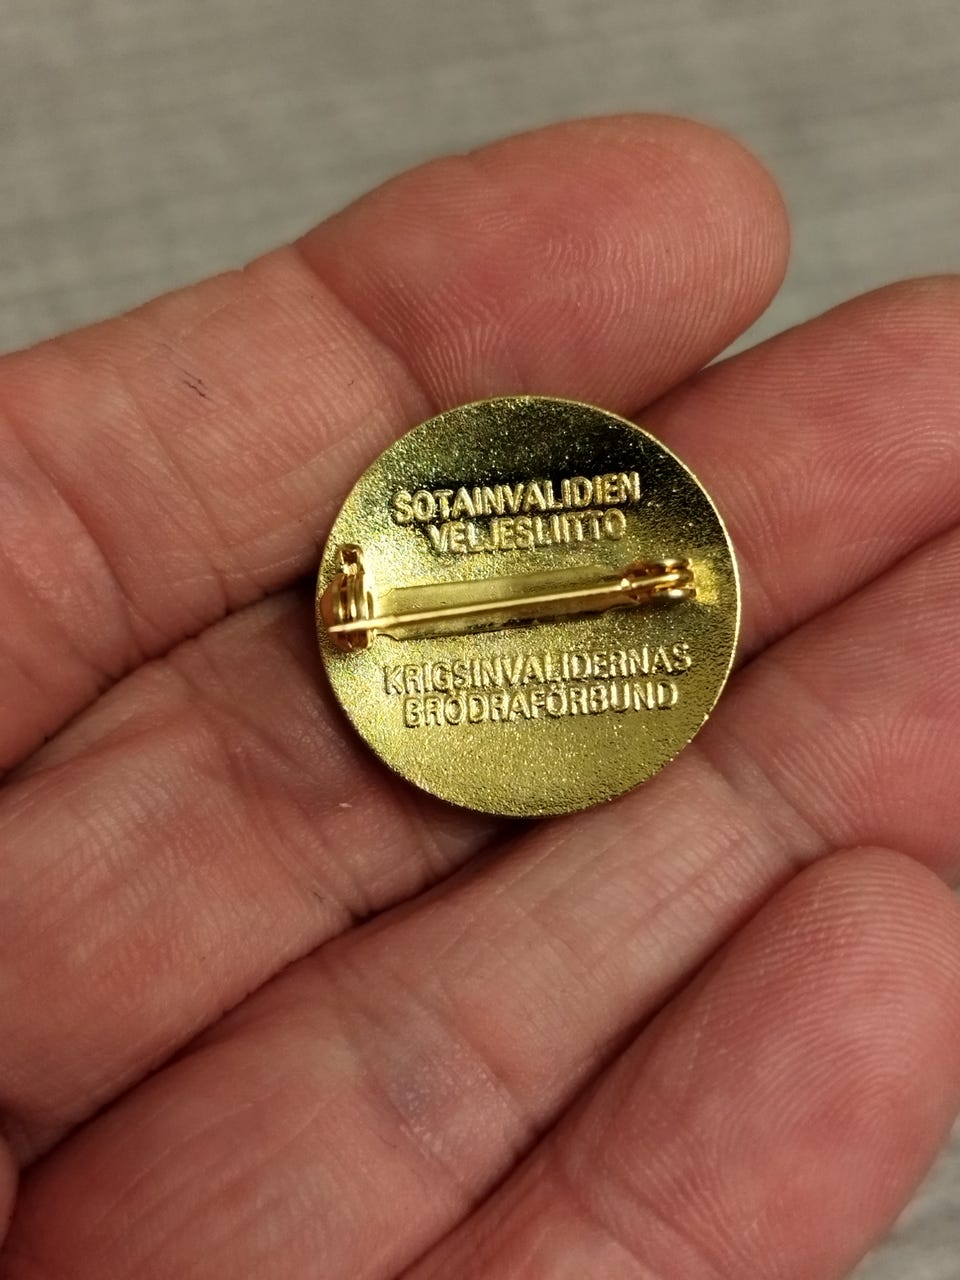 SOTAINVALIDIEN
VELJESLIITTO
KRIGSINVALIDERNAS
BRÖDRAFÖRBUND